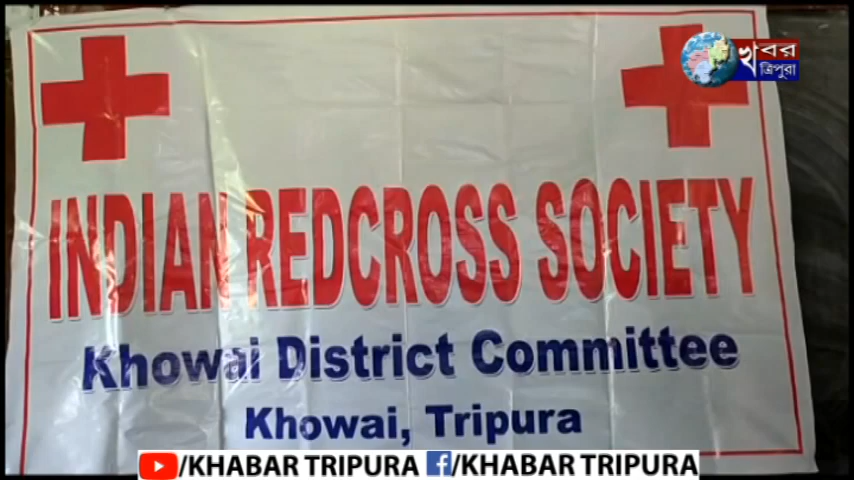 খবর
ত্রিপুরা
INDIAN REDCROSS SOCIETY
Khowai District Committee
Khowai, Tripura
/KHABAR TRIPURA f/KHABAR TRIPURA